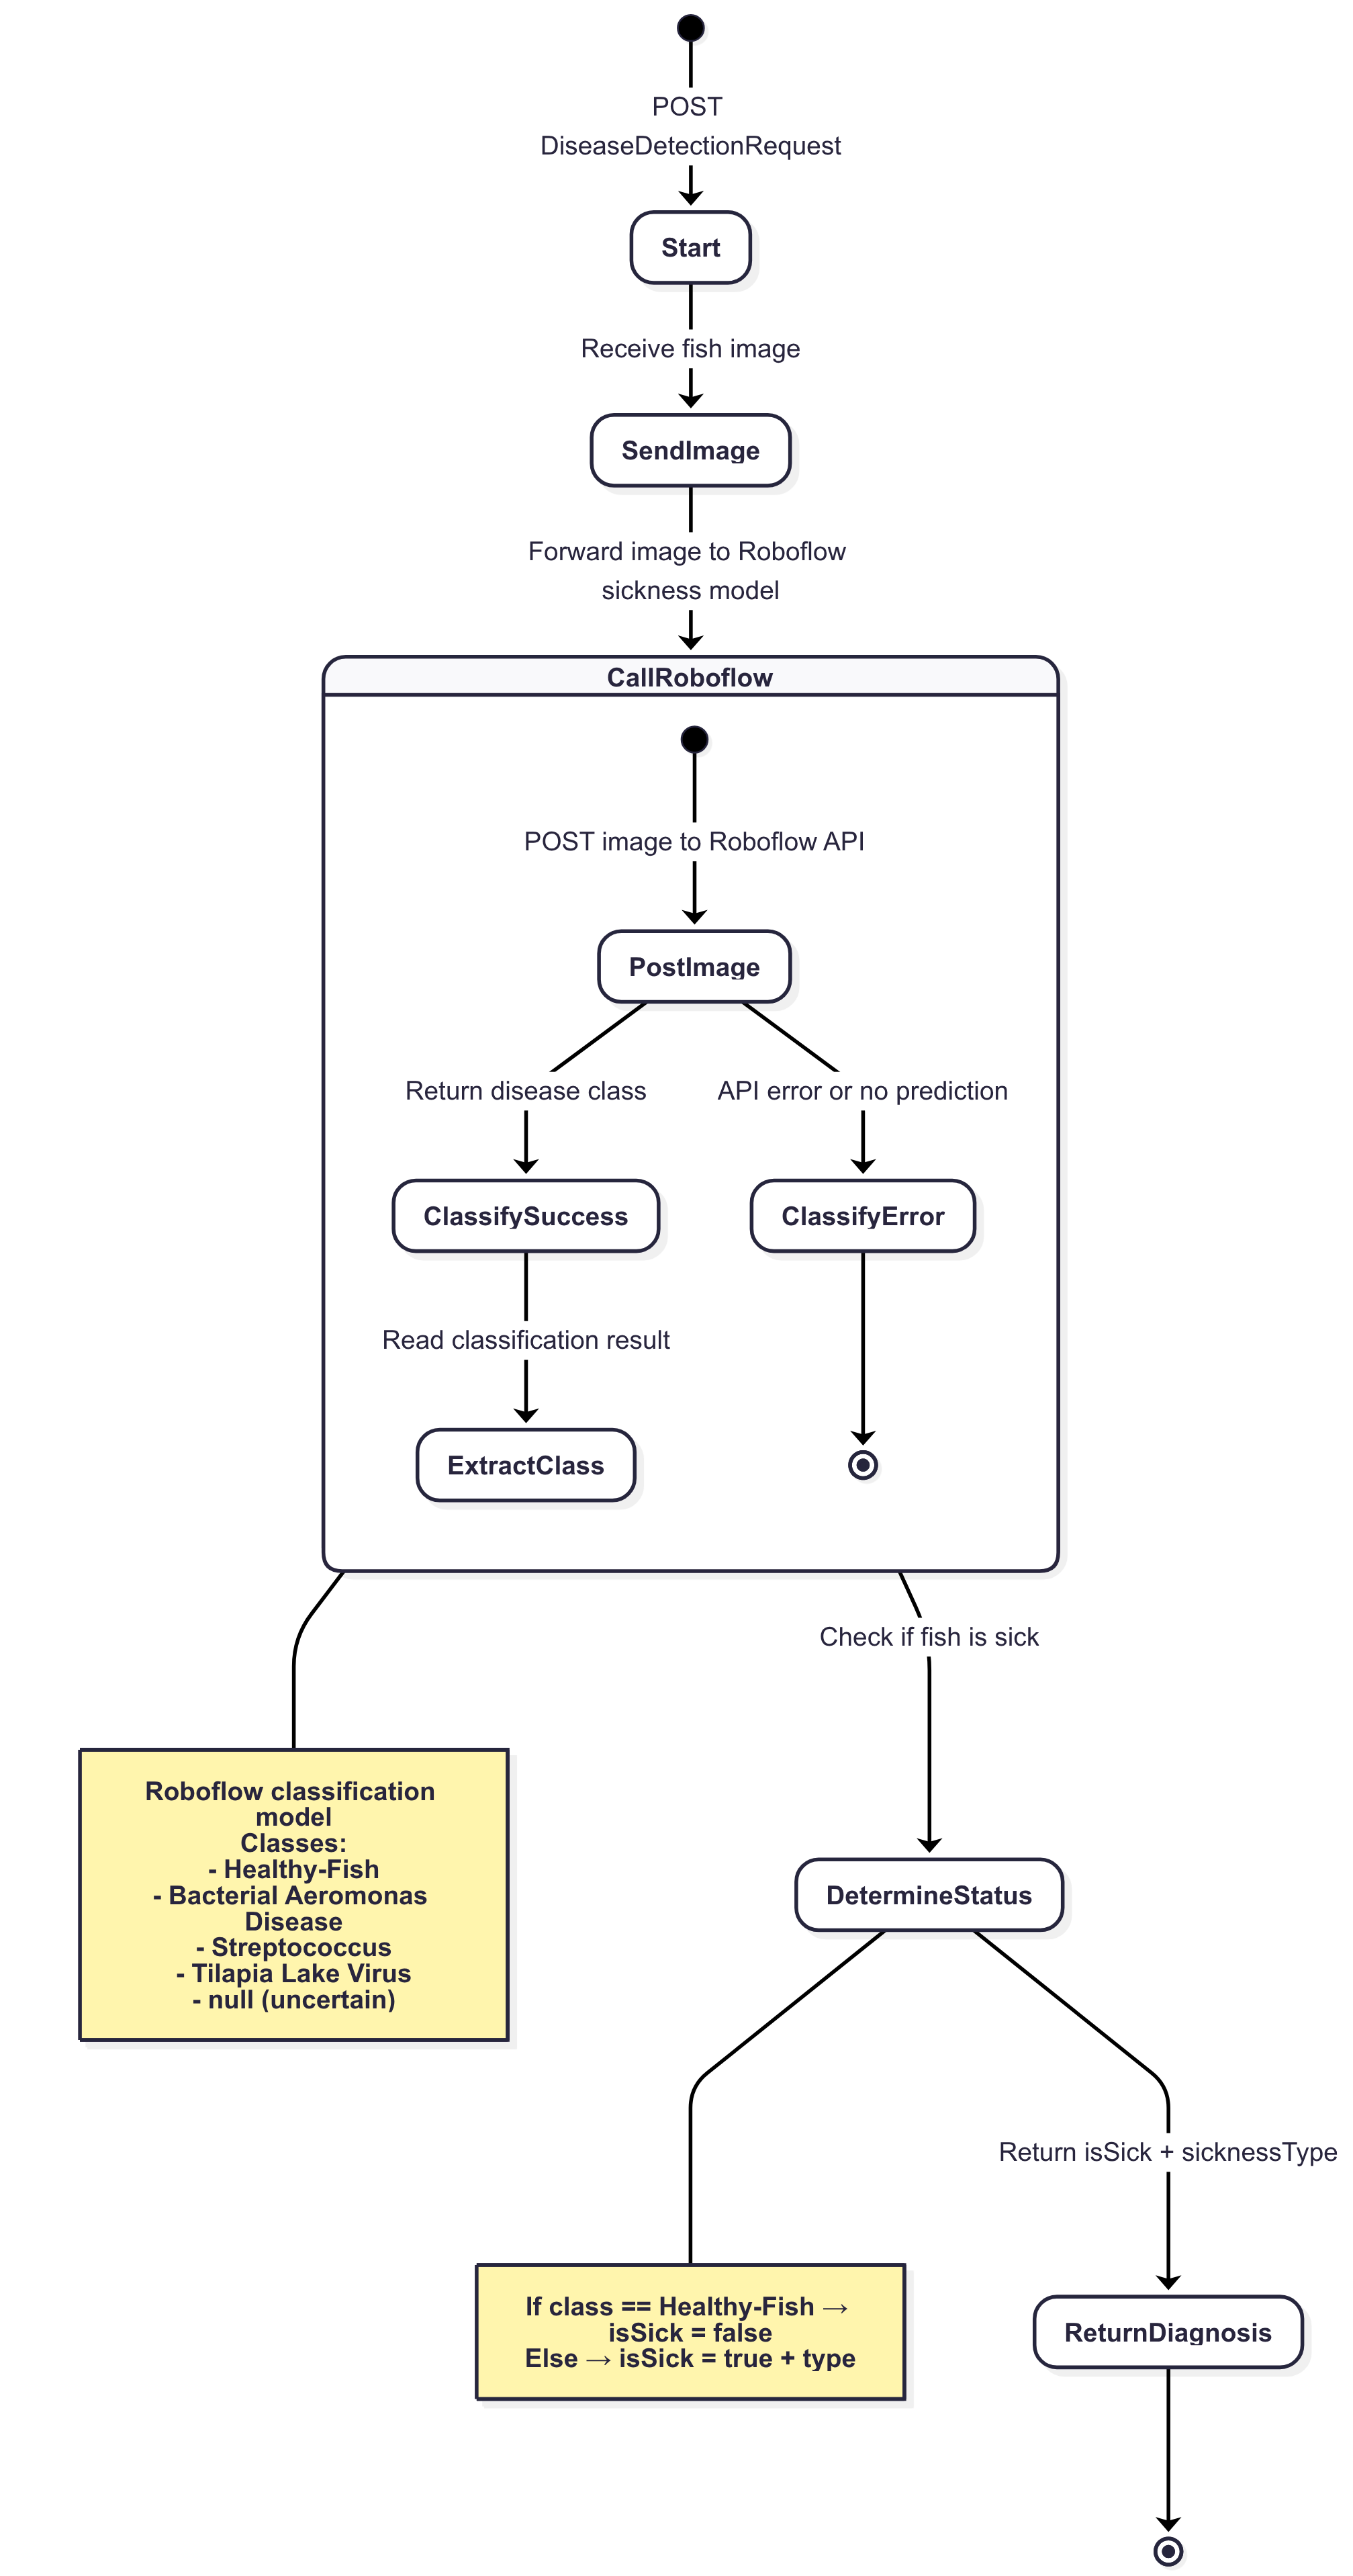 POST
DiseaseDetectionRequest
Start
Receive fish image
SendImage
Forward image to Roboflow
sickness model
CallRoboflow
POST image to Roboflow API
PostImage
Return disease class
API error or no prediction
ClassifySuccess
ClassifyError
Read classification result
ExtractClass
Check if fish is sick
Roboflow classification
model
Classes:
- Healthy-Fish
- Bacterial Aeromonas
Disease
- Streptococcus
- Tilapia Lake Virus
- null (uncertain)
DetermineStatus
Return isSick + sicknessType
If class == Healthy-Fish →
isSick = false
Else → isSick = true + type
ReturnDiagnosis